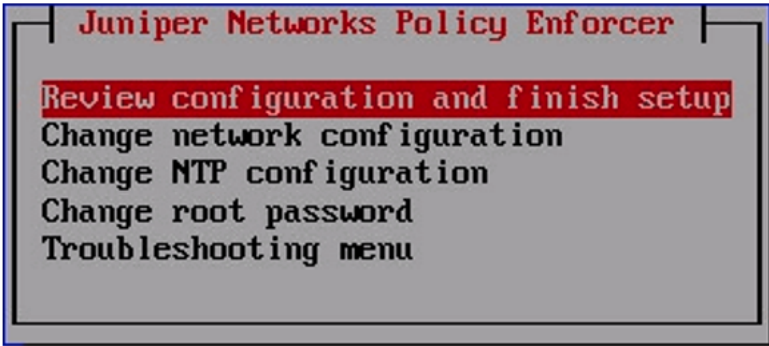 Juniper Networks Policy Enforcer
Review configuration and finish setup
Change network configuration
Change NTP configuration
Change root password
Troubleshooting menu